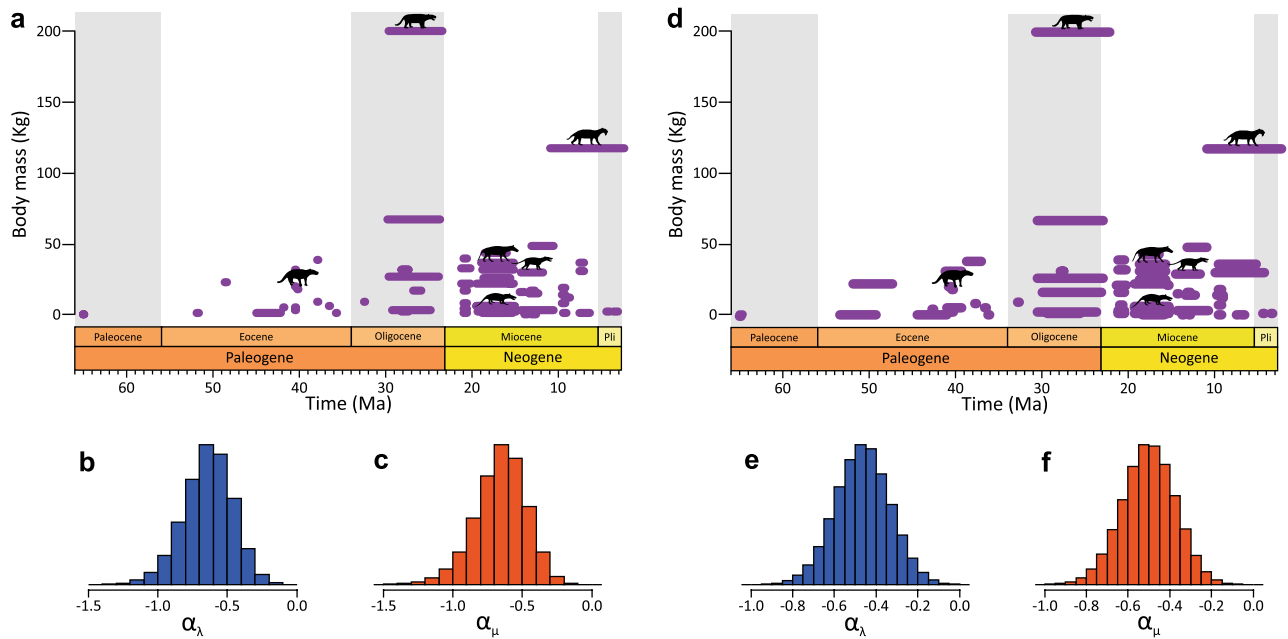 a
Body mass (Kg)
200
150
100
50
0
Paleocene Eocene Oligocene Miocene Pli
Paleogene Neogene
60 50 40 30 20 10
Time (Ma)
d
Body mass (Kg)
200
150
100
50
0
Paleocene Eocene Oligocene Miocene Pli
Paleogene Neogene
60 50 40 30 20 10
Time (Ma)
b
-1.5 -1.0 -0.5 0.0
αλ
c
-1.5 -1.0 -0.5 0.0
αμ
e
-1.0 -0.8 -0.6 -0.4 -0.2 0.0
αλ
f
-1.0 -0.8 -0.6 -0.4 -0.2 0.0
αμ